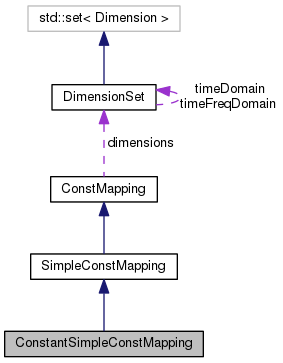 std::set< Dimension >
timeDomain
timeFreqDomain
DimensionSet
dimensions
ConstMapping
SimpleConstMapping
ConstantSimpleConstMapping